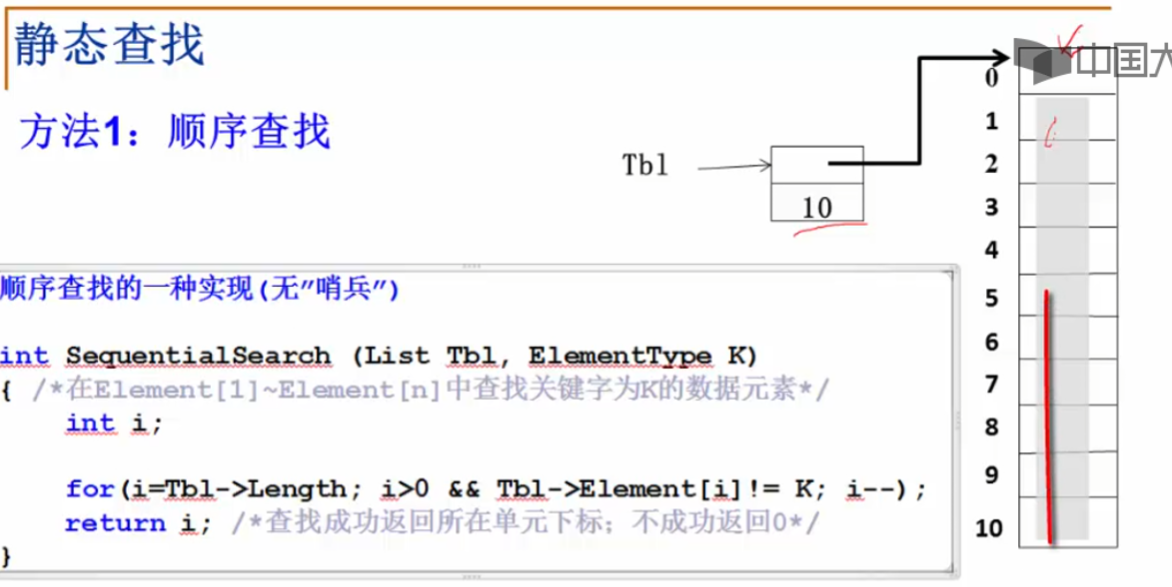 静态查找
中国大
方法1：顺序查找
Tbl
10
0
1
2
3
4
5
6
7
8
9
10
顺序查找的一种实现(无"哨兵")
int SequentialSearch (List Tbl, ElementType K)
{ /*在Element[1]~Element[n]中查找关键字为K的数据元素*/
int i;
for(i=Tbl->Length; i>0 && Tbl->Element[i]!= K; i--);
return i; /*查找成功返回所在单元下标；不成功返回0*/
}